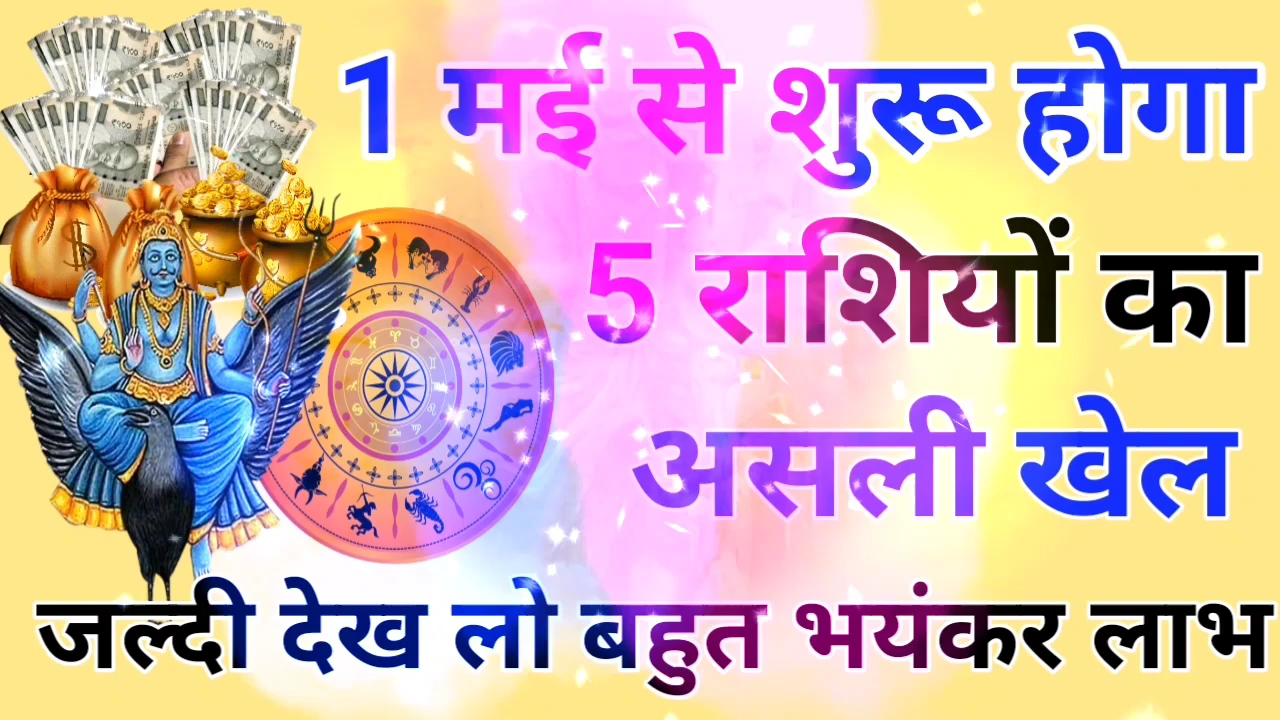 1 मई से शुरू होगा
5 राशियों का
असली खेल
जल्दी देख लो बहुत भयंकर लाभ